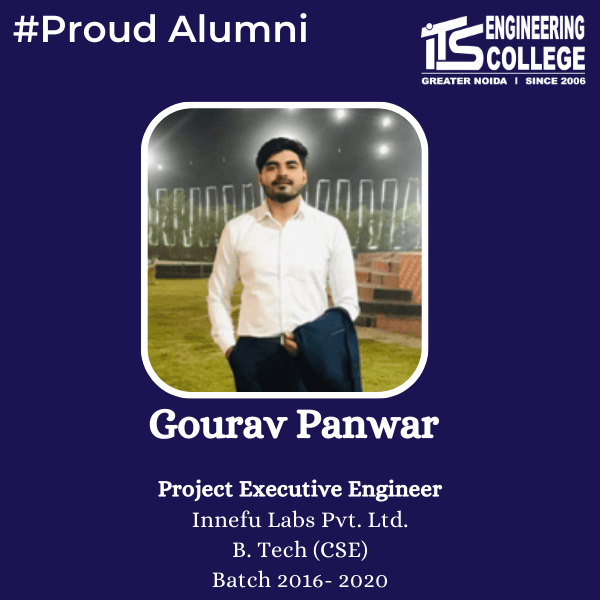 #Proud Alumni
iTS ENGINEERING
COLLEGE
GREATER NOIDA | SINCE 2006
Gourav Panwar
Project Executive Engineer
Innefu Labs Pvt. Ltd.
B. Tech (CSE)
Batch 2016- 2020